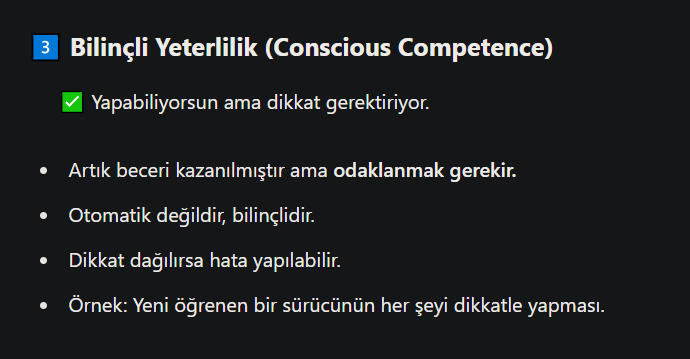 3 Bilinçli Yeterlilik (Conscious Competence)
✅ Yapabiliyorsun ama dikkat gerektiriyor.
• Artık beceri kazanılmıştır ama odaklanmak gerekir.
• Otomatik değildir, bilinçlidir.
• Dikkat dağılırsa hata yapılabilir.
• Örnek: Yeni öğrenen bir sürücünün her şeyi dikkatle yapması.